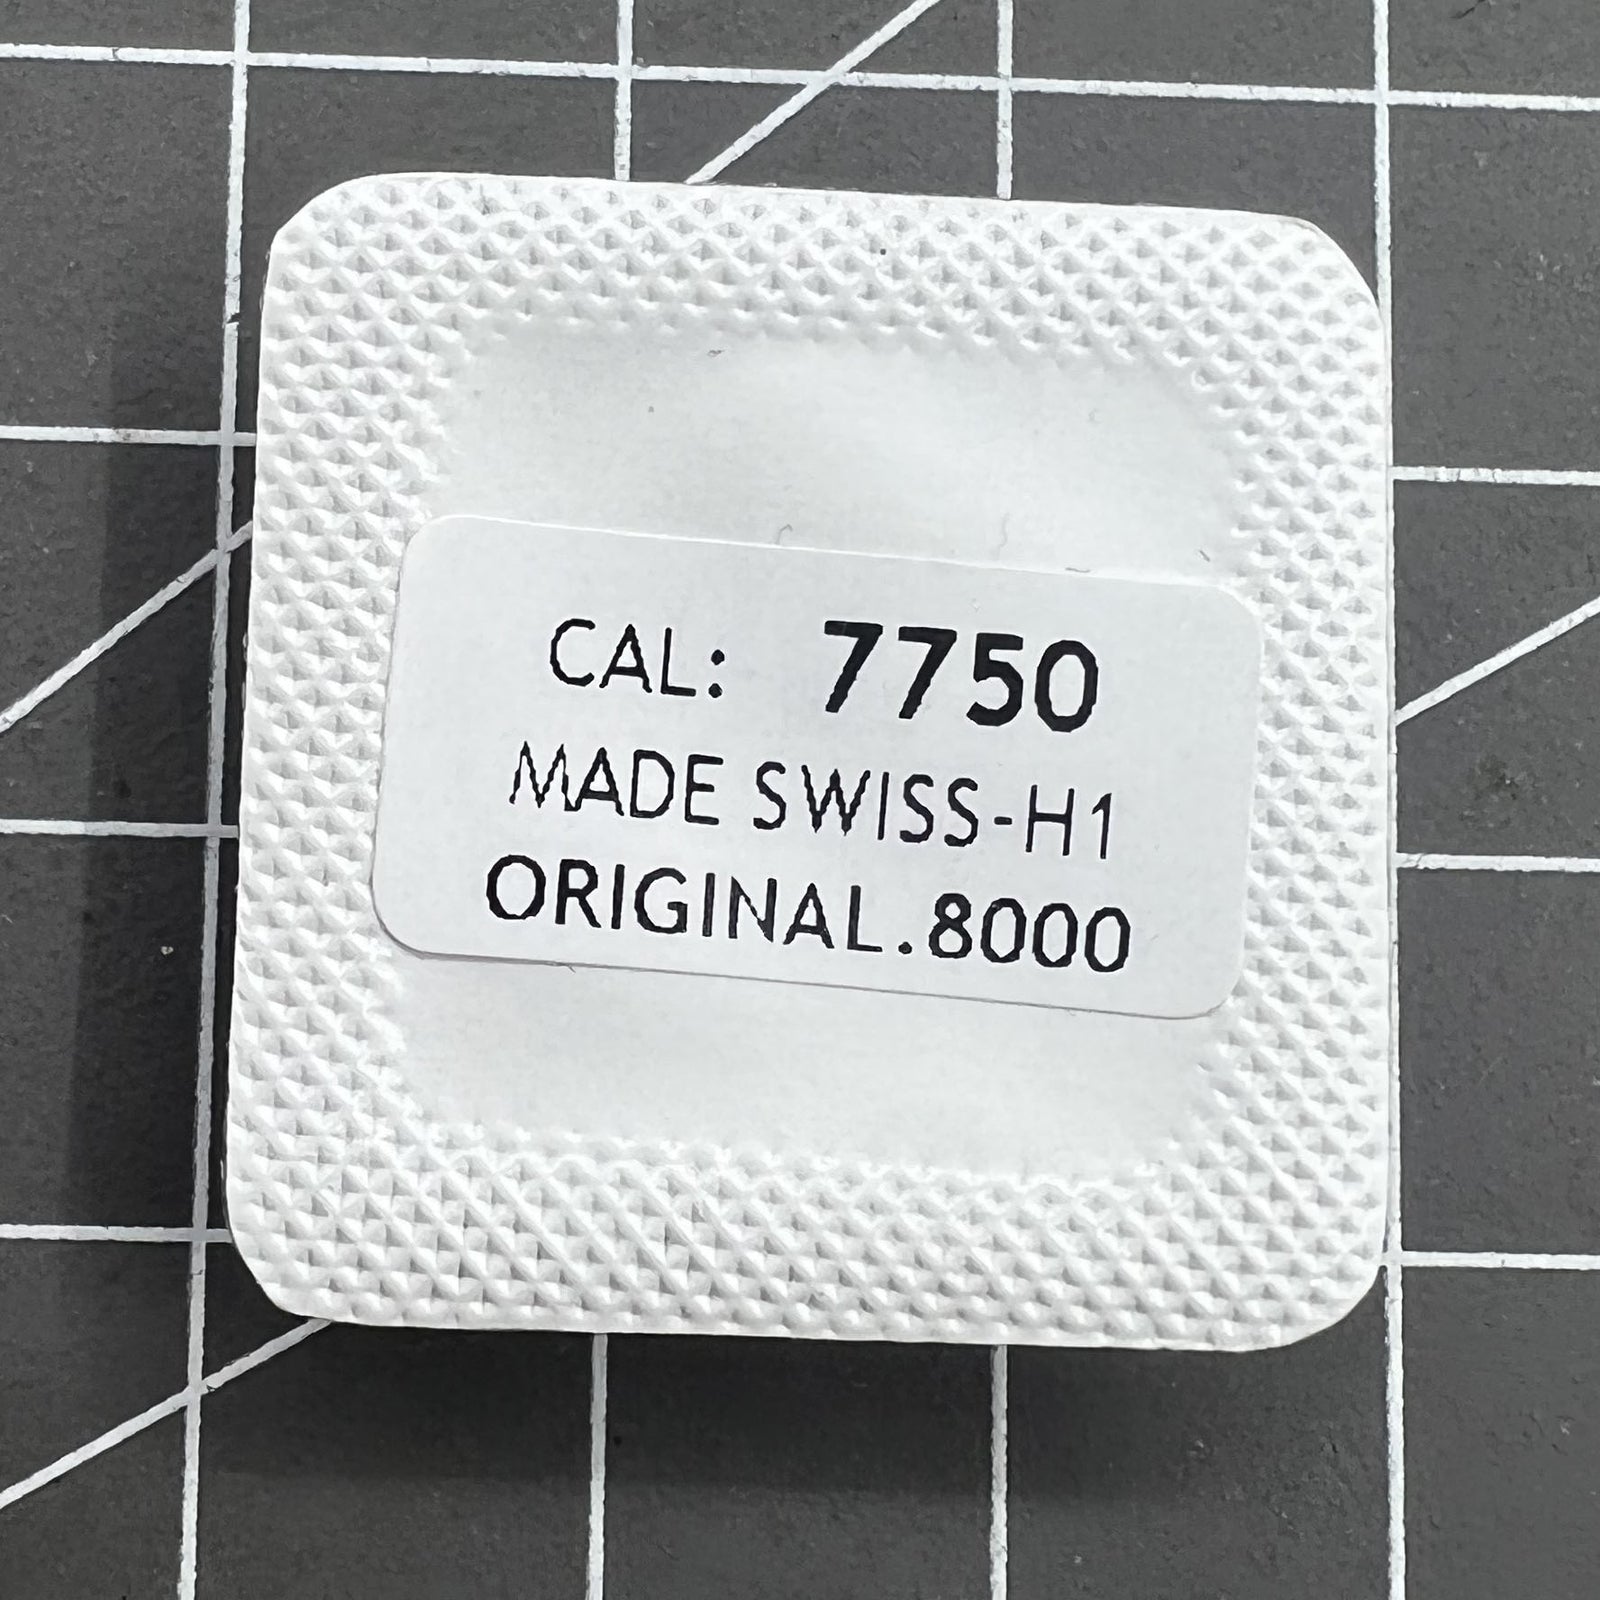 CAL: 7750
MADE SWISS-H1
ORIGINAL.8000